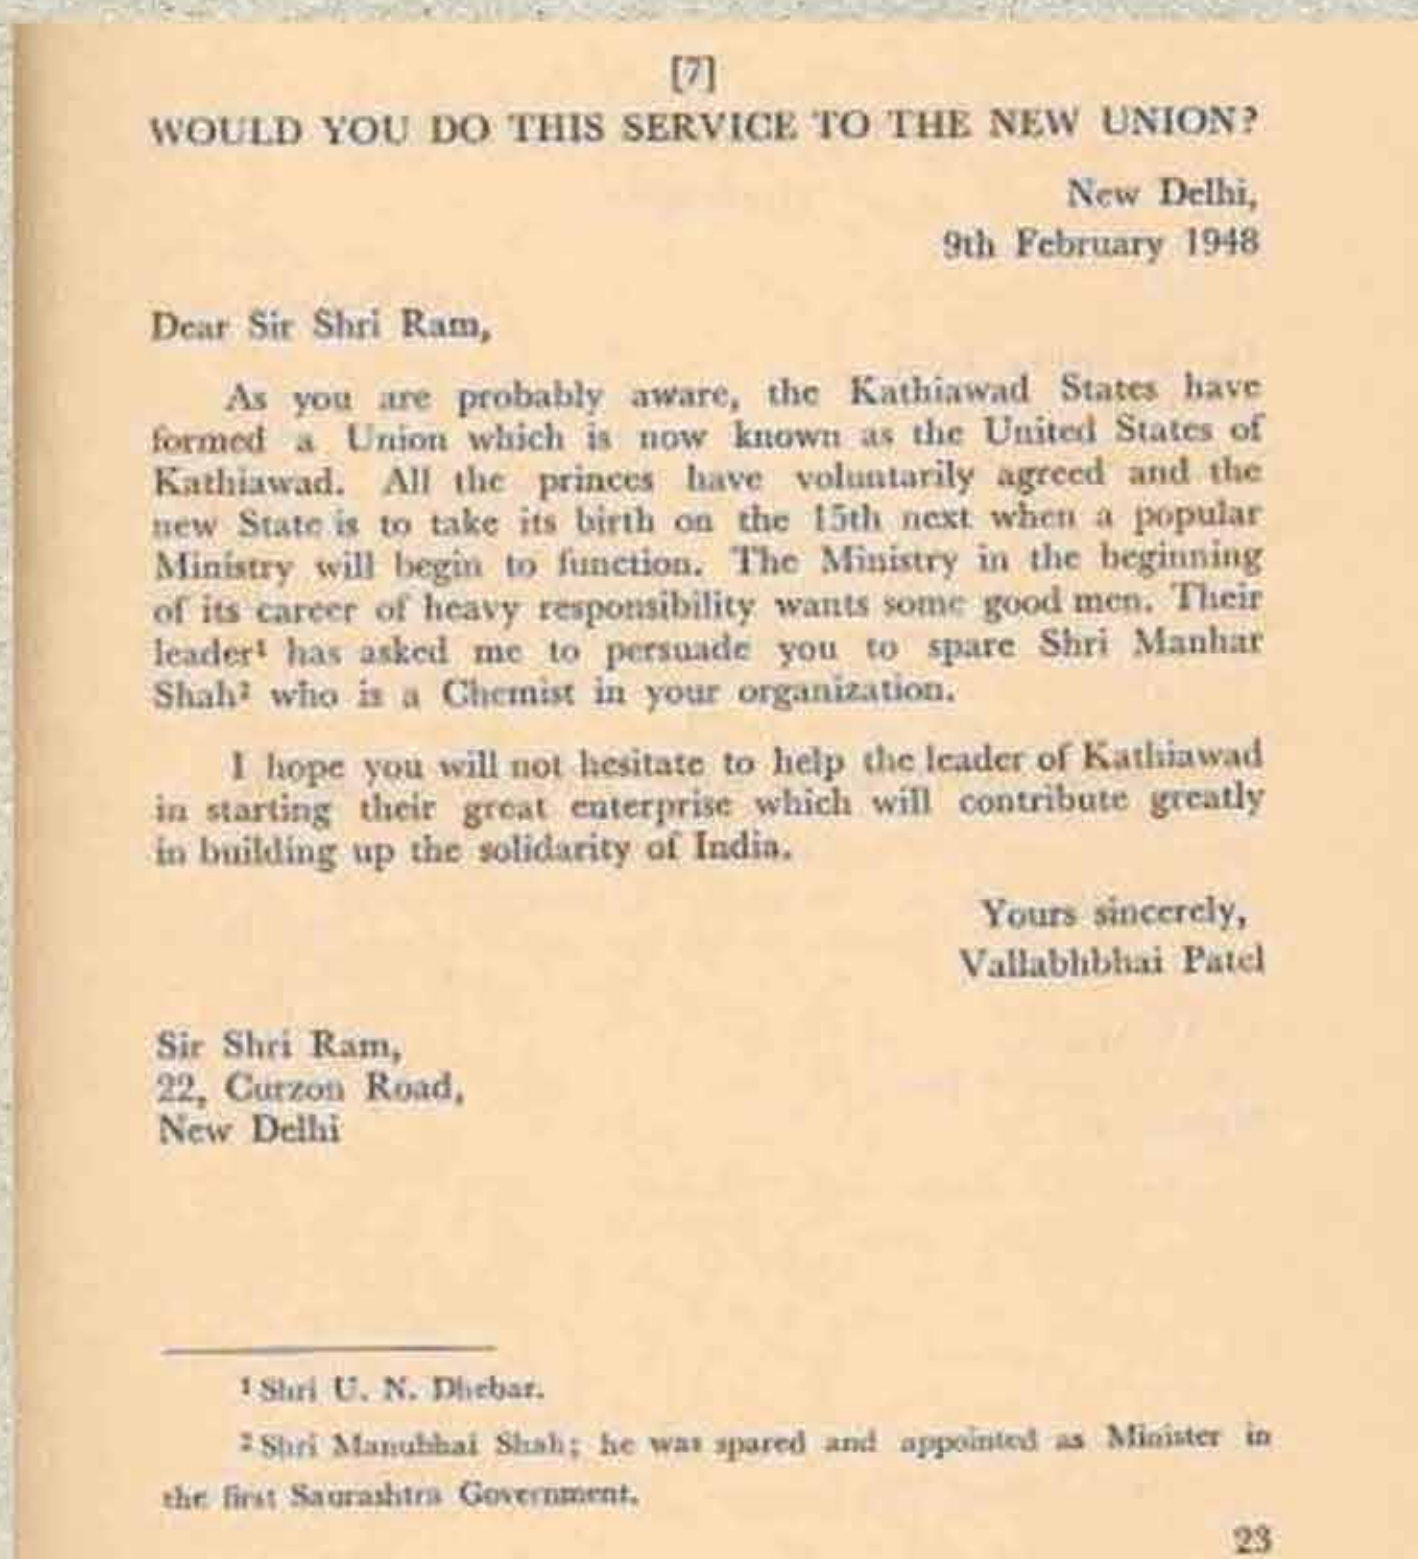 [7]
WOULD YOU DO THIS SERVICE TO THE NEW UNION?
New Delhi,
9th February 1948
Dear Sir Shri Ram,
As you are probably aware, the Kathiawad States have
formed a Union which is now known as the United States of
Kathiawad. All the princes have voluntarily agreed and the
new State is to take its birth on the 15th next when a popular
Ministry will begin to function. The Ministry in the beginning
of its career of heavy responsibility wants some good men. Their
leader¹ has asked me to persuade you to spare Shri Manhar
Shah² who is a Chemist in your organization.
I hope you will not hesitate to help the leader of Kathiawad
in starting their great enterprise which will contribute greatly
in building up the solidarity of India.
Yours sincerely,
Vallabhbhai Patel
Sir Shri Ram,
22, Curzon Road,
New Delhi
¹ Shri U. N. Dhebar.
² Shri Manubhai Shah; he was spared and appointed as Minister in
the first Saurashtra Government.
23